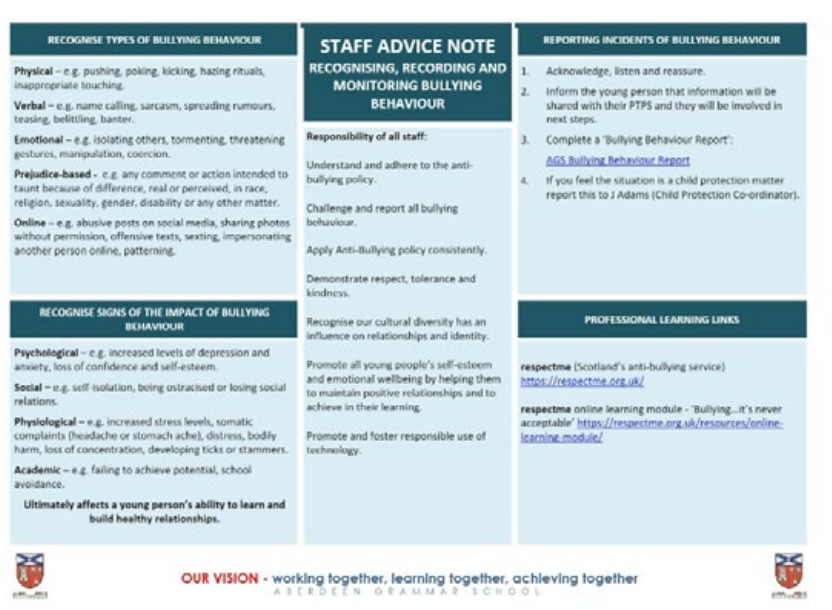 RECOGNISE TYPES OF BULLYING BEHAVIOUR
Physical – e.g. pushing, poking, kicking, hazing rituals,
inappropriate touching.
Verbal – e.g. name calling, sarcasm, spreading rumours,
teasing, belittling, banter.
Emotional – e.g. isolating others, tormenting, threatening
gestures, manipulation, coercion.
Prejudice-based - e.g. any comment or action intended to
taunt because of difference, real or perceived, in race,
religion, sexuality, gender, disability or any other matter.
Online – e.g. abusive posts on social media, sharing photos
without permission, offensive texts, sexting, impersonating
another person online, patterning.
RECOGNISE SIGNS OF THE IMPACT OF BULLYING
BEHAVIOUR
Psychological – e.g. increased levels of depression and
anxiety, loss of confidence and self-esteem.
Social – e.g. self-isolation, being ostracised or losing social
relations.
Physiological – e.g. increased stress levels, somatic
complaints (headache or stomach ache), distress, bodily
harm, loss of concentration, developing ticks or stammers.
Academic – e.g. failing to achieve potential, school
avoidance.
Ultimately affects a young person's ability to learn and
build healthy relationships.
STAFF ADVICE NOTE
RECOGNISING, RECORDING AND
MONITORING BULLYING
BEHAVIOUR
Responsibility of all staff:
Understand and adhere to the anti-
bullying policy.
Challenge and report all bullying
behaviour.
Apply Anti-Bullying policy consistently.
Demonstrate respect, tolerance and
kindness.
Recognise our cultural diversity has an
influence on relationships and identity.
Promote all young people's self-esteem
and emotional wellbeing by helping them
to maintain positive relationships and to
achieve in their learning.
Promote and foster responsible use of
technology.
REPORTING INCIDENTS OF BULLYING BEHAVIOUR
1. Acknowledge, listen and reassure.
2. Inform the young person that information will be
shared with their PTPS and they will be involved in
next steps.
3. Complete a 'Bullying Behaviour Report':
AGS Bullying Behaviour Report
4. If you feel the situation is a child protection matter
report this to J Adams (Child Protection Co-ordinator).
PROFESSIONAL LEARNING LINKS
respectme (Scotland's anti-bullying service)
https://respectme.org.uk/
respectme online learning module - 'Bullying...it's never
acceptable' https://respectme.org.uk/resources/online-
learning-module/
OUR VISION - working together, learning together, achieving together
ABERDEEN GRAMMAR SCHOOL